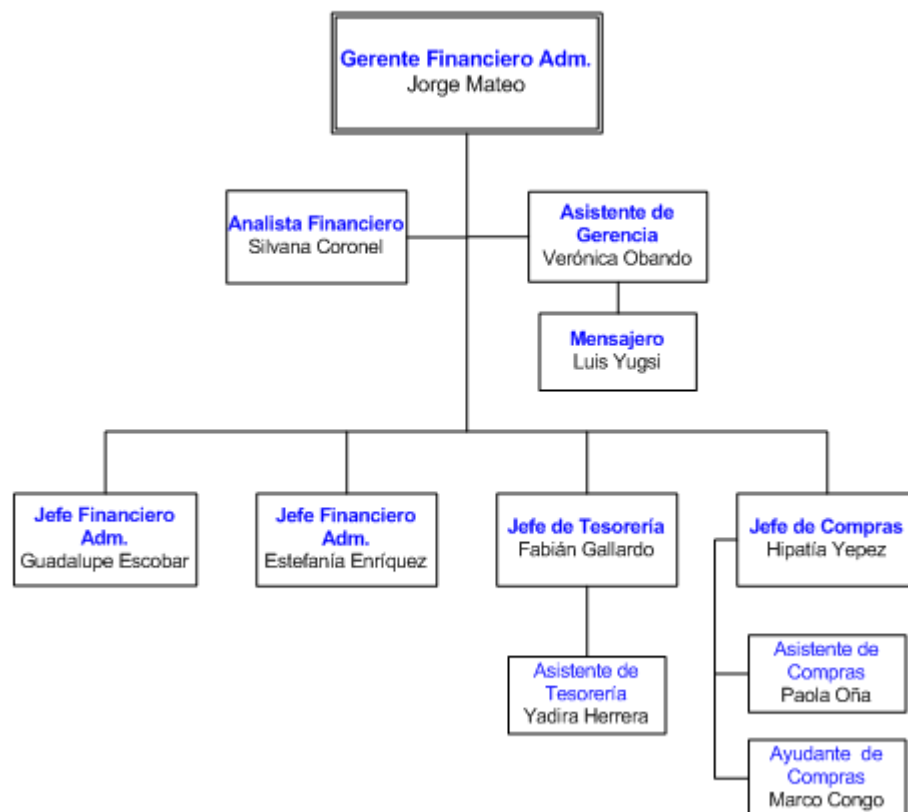 Gerente Financiero Adm.
Jorge Mateo
Analista Financiero
Silvana Coronel
Asistente de
Gerencia
Verónica Obando
Mensajero
Luis Yugsi
Jefe Financiero
Adm.
Guadalupe Escobar
Jefe Financiero
Adm.
Estefanía Enríquez
Jefe de Tesorería
Fabián Gallardo
Jefe de Compras
Hipatía Yepez
Asistente de
Tesorería
Yadira Herrera
Asistente de
Compras
Paola Oña
Ayudante de
Compras
Marco Congo